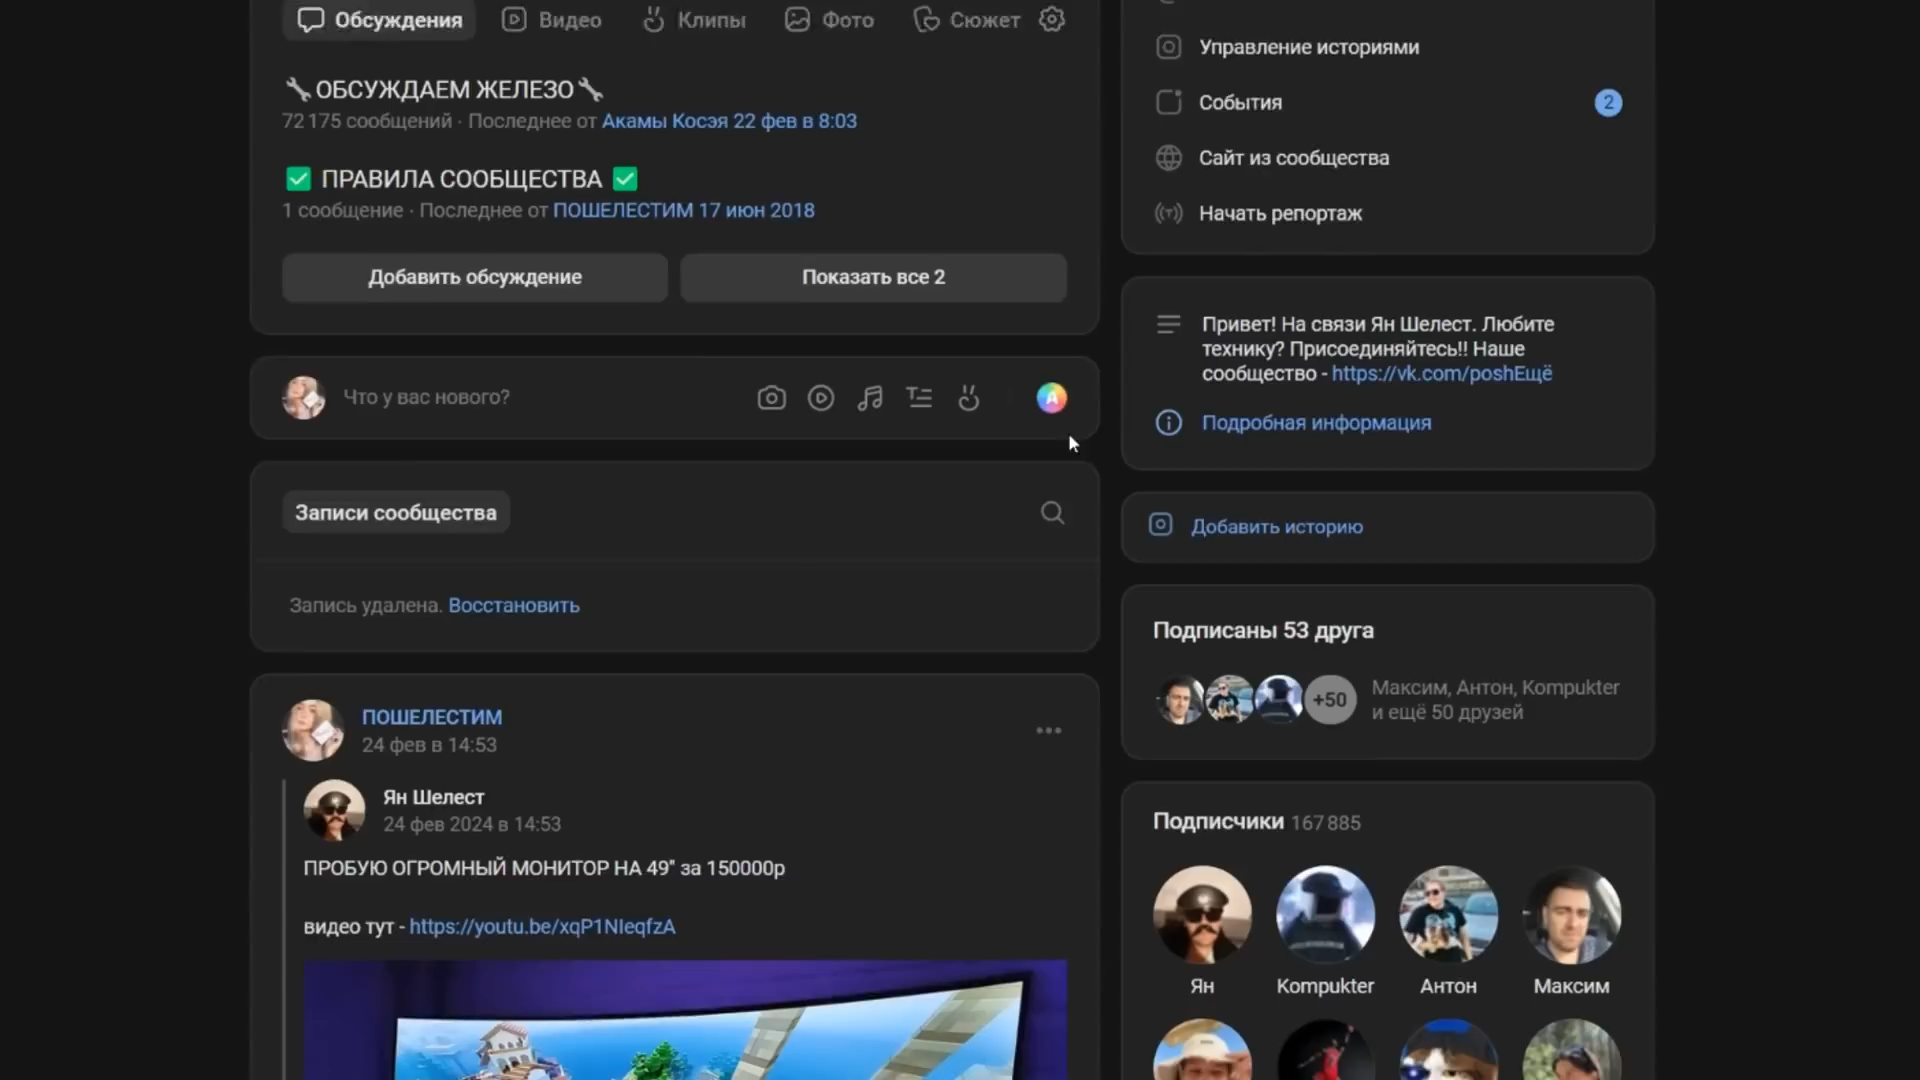 Обсуждения
Видео
Клипы
Фото
Сюжет
ОБСУЖДАЕМ ЖЕЛЕЗО
72 175 сообщений · Последнее от Акамы Косэя 22 фев в 8:03
ПРАВИЛА СООБЩЕСТВА
1 сообщение · Последнее от ПОШЕЛЕСТИМ 17 июн 2018
Добавить обсуждение
Показать все 2
Что у вас нового?
Записи сообщества
Запись удалена. Восстановить
ПОШЕЛЕСТИМ
24 фев в 14:53
Ян Шелест
24 фев 2024 в 14:53
ПРОБУЮ ОГРОМНЫЙ МОНИТОР НА 49" за 150000р
видео тут - https://youtu.be/xqP1NIeqfzA
Управление историями
События
2
Сайт из сообщества
Начать репортаж
Привет! На связи Ян Шелест. Любите
технику? Присоединяйтесь!! Наше
сообщество - https://vk.com/poshЕщё
Подробная информация
Добавить историю
Подписаны 53 друга
+50
Максим, Антон, Kompukter
и ещё 50 друзей
Подписчики 167 885
Ян
Kompukter
Антон
Максим